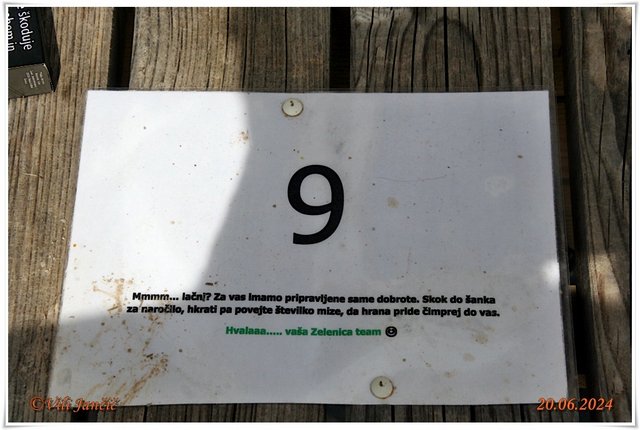 škoduje
9
Mmmm... lačni? Za vas imamo pripravljene same dobrote. Skok do šanka
za naročilo, hkrati pa povejte številko mize, da hrana pride čimprej do vas.
Hvalaaa..... vaša Zelenica team
©Vili Jančič
20.06.2024